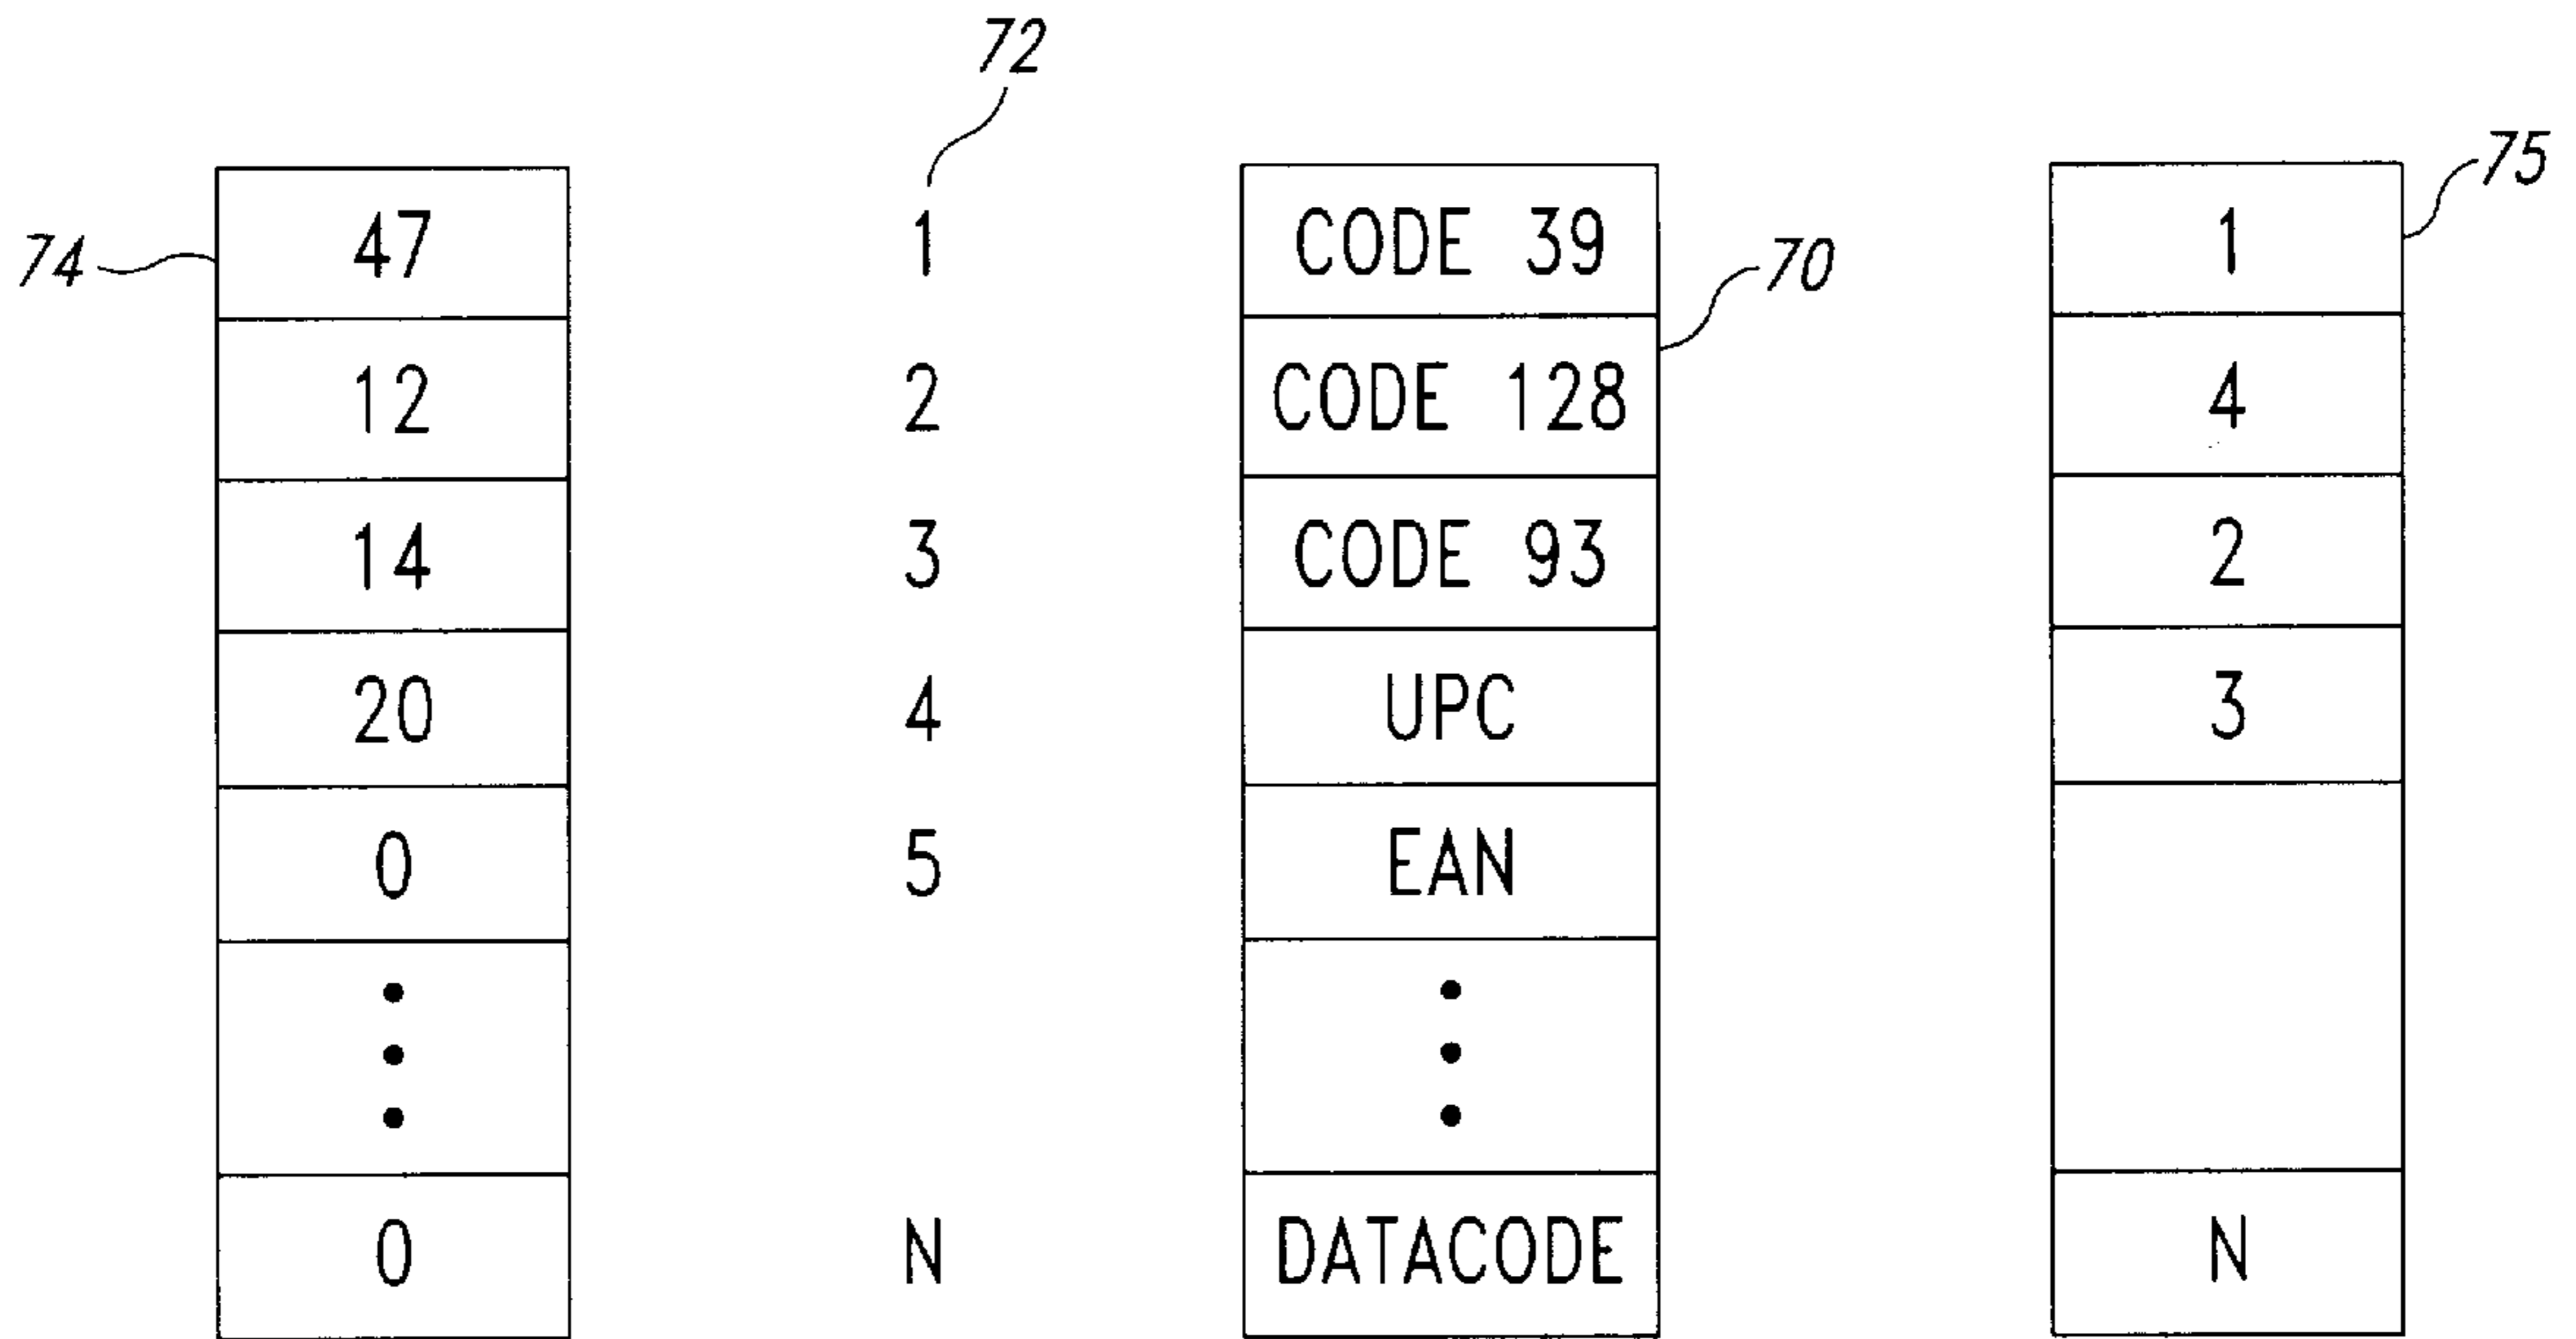 72
74 47 1 CODE 39 1 75
12 2 CODE 128 4 70
14 3 CODE 93 2
20 4 UPC 3
0 5 EAN
0 N DATACODE N